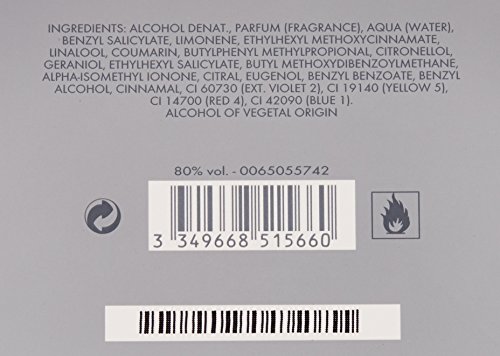 INGREDIENTS: ALCOHOL DENAT., PARFUM (FRAGRANCE), AQUA (WATER),
BENZYL SALICYLATE, LIMONENE, ETHYLHEXYL METHOXYCINNAMATE,
LINALOOL, COUMARIN, BUTYLPHENYL METHYLPROPIONAL, CITRONELLOL,
GERANIOL, ETHYLHEXYL SALICYLATE, BUTYL METHOXYDIBENZOYLMETHANE,
ALPHA-ISOMETHYL IONONE, CITRAL, EUGENOL, BENZYL BENZOATE, BENZYL
ALCOHOL, CINNAMAL, CI 60730 (EXT. VIOLET 2), CI 19140 (YELLOW 5),
CI 14700 (RED 4), CI 42090 (BLUE 1).
ALCOHOL OF VEGETAL ORIGIN
80% vol. - 0065055742
3 349668 515660